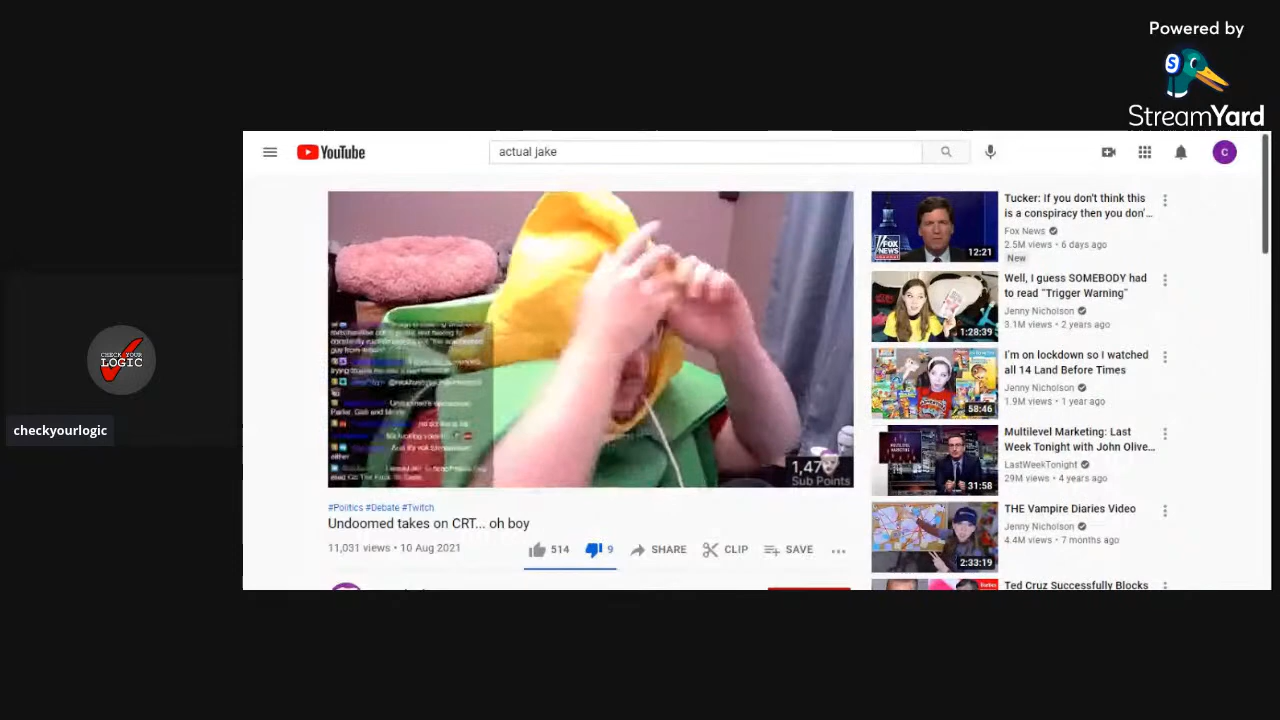 Powered by
StreamYard
YouTube
actual jake
C
Tucker: If you don't think this
is a conspiracy then you don'...
Fox News
2.5M views • 6 days ago
New
FOX
NEWS
12:21
Well, I guess SOMEBODY had
to read "Trigger Warning"
Jenny Nicholson
3.1M views • 2 years ago
1:28:39
I'm on lockdown so I watched
all 14 Land Before Times
Jenny Nicholson
1.9M views • 1 year ago
58:46
Multilevel Marketing: Last
Week Tonight with John Olive...
LastWeekTonight
29M views • 4 years ago
31:58
THE Vampire Diaries Video
Jenny Nicholson
4.4M views • 7 months ago
2:33:19
Ted Cruz Successfully Blocks
CHECK YOUR
LOGIC
checkyourlogic
Sub Points
#Politics #Debate #Twitch
Undoomed takes on CRT... oh boy
11,031 views • 10 Aug 2021
514
9
SHARE
CLIP
SAVE